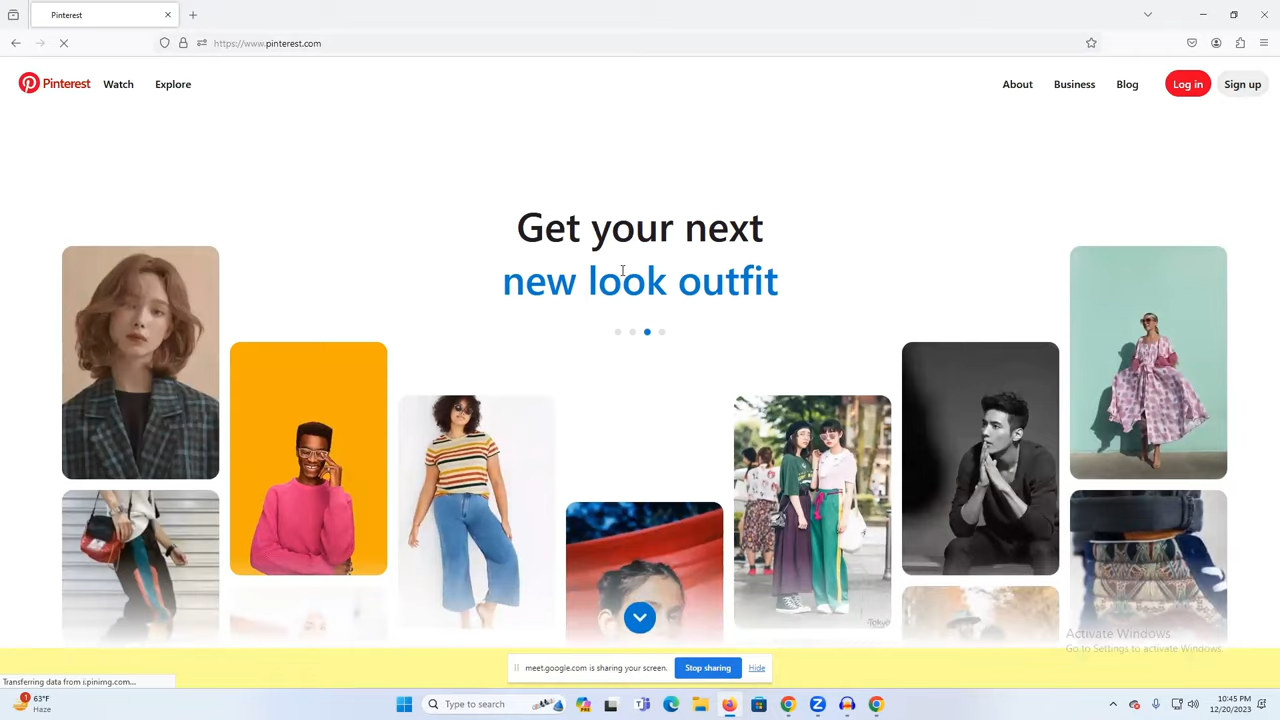 Pinterest
https://www.pinterest.com
Pinterest
Watch
Explore
About
Business
Blog
Log in
Sign up
Get your next
new look outfit
Tokyo
Activate Windows
Go to Settings to activate Windows.
meet.google.com is sharing your screen.
Stop sharing
Hide
Transferring data from i.pinimg.com...
1
63°F
Haze
Type to search
10:45 PM
12/20/2023